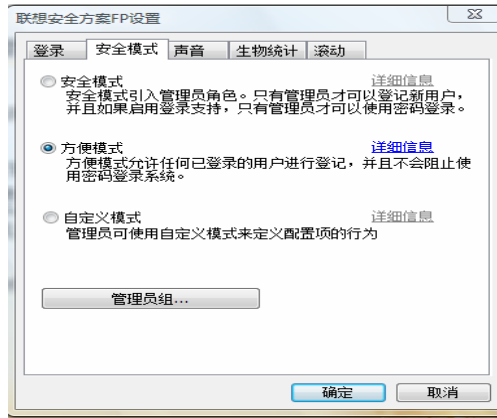 联想安全方案FP设置
登录 安全模式 声音 生物统计 滚动
安全模式 详细信息
安全模式引入管理员角色。只有管理员才可以登记新用户，
并且如果启用登录支持，只有管理员才可以使用密码登录。
方便模式 详细信息
方便模式允许任何已登录的用户进行登记，并且不会阻止使
用密码登录系统。
自定义模式 详细信息
管理员可使用自定义模式来定义配置项的行为
管理员组...
确定 取消